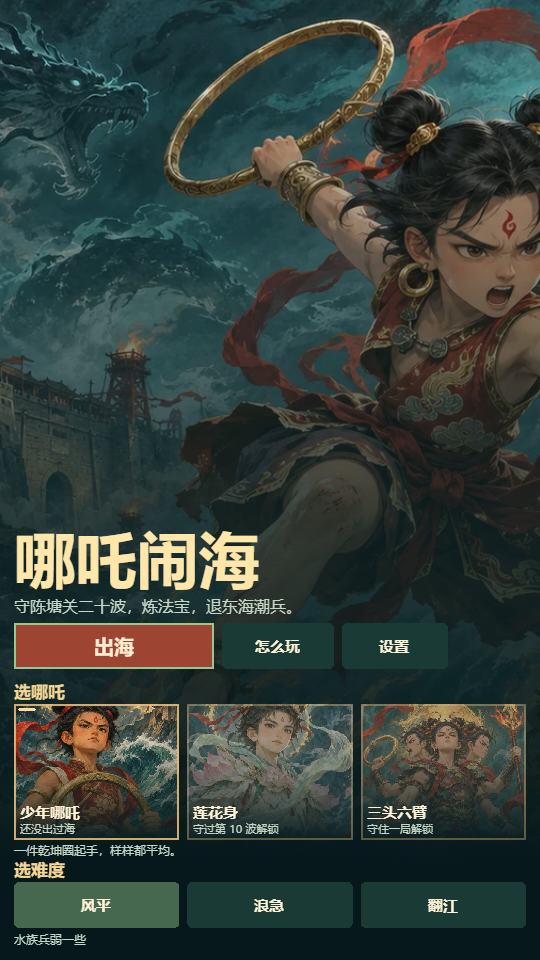 哪吒闹海
守陈塘关二十波，炼法宝，退东海潮兵。
出海
怎么玩
设置
选哪吒
少年哪吒
还没出过海
莲花身
守过第 10 波解锁
三头六臂
守住一局解锁
一件乾坤圈起手，样样都平均。
选难度
风平
浪急
翻江
水族兵弱一些